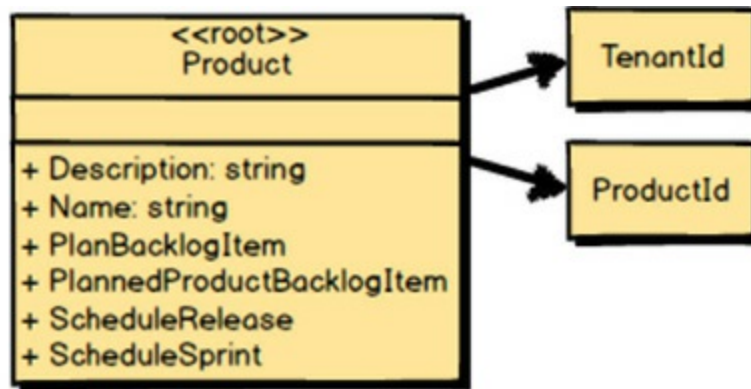 <<root>>
Product
+ Description: string
+ Name: string
+ PlanBacklogItem
+ PlannedProductBacklogItem
+ ScheduleRelease
+ ScheduleSprint
TenantId
ProductId